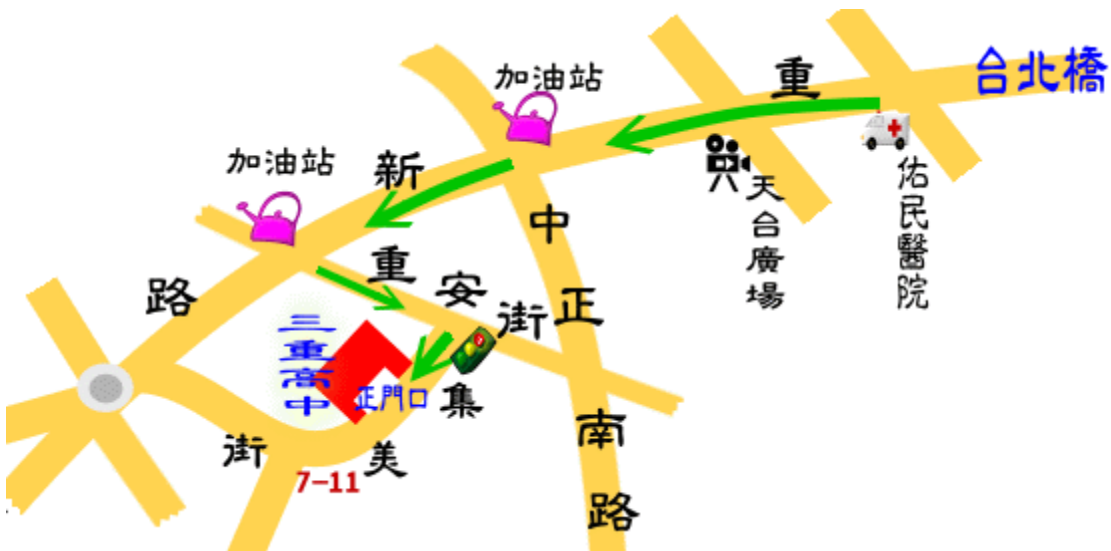 台北橋
重新路
加油站
加油站
天台廣場
佑民醫院
中正南路
重安街
三重高中
正門口
集美街
7-11